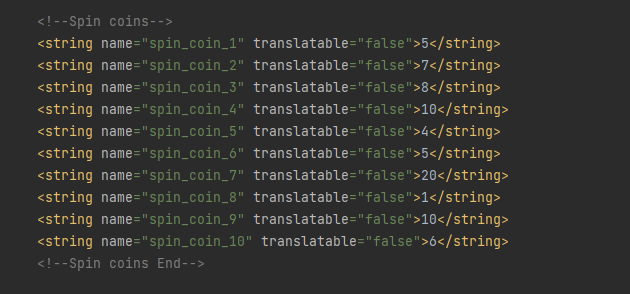 <!--Spin coins-->
<string name="spin_coin_1" translatable="false">5</string>
<string name="spin_coin_2" translatable="false">7</string>
<string name="spin_coin_3" translatable="false">8</string>
<string name="spin_coin_4" translatable="false">10</string>
<string name="spin_coin_5" translatable="false">4</string>
<string name="spin_coin_6" translatable="false">5</string>
<string name="spin_coin_7" translatable="false">20</string>
<string name="spin_coin_8" translatable="false">1</string>
<string name="spin_coin_9" translatable="false">10</string>
<string name="spin_coin_10" translatable="false">6</string>
<!--Spin coins End-->